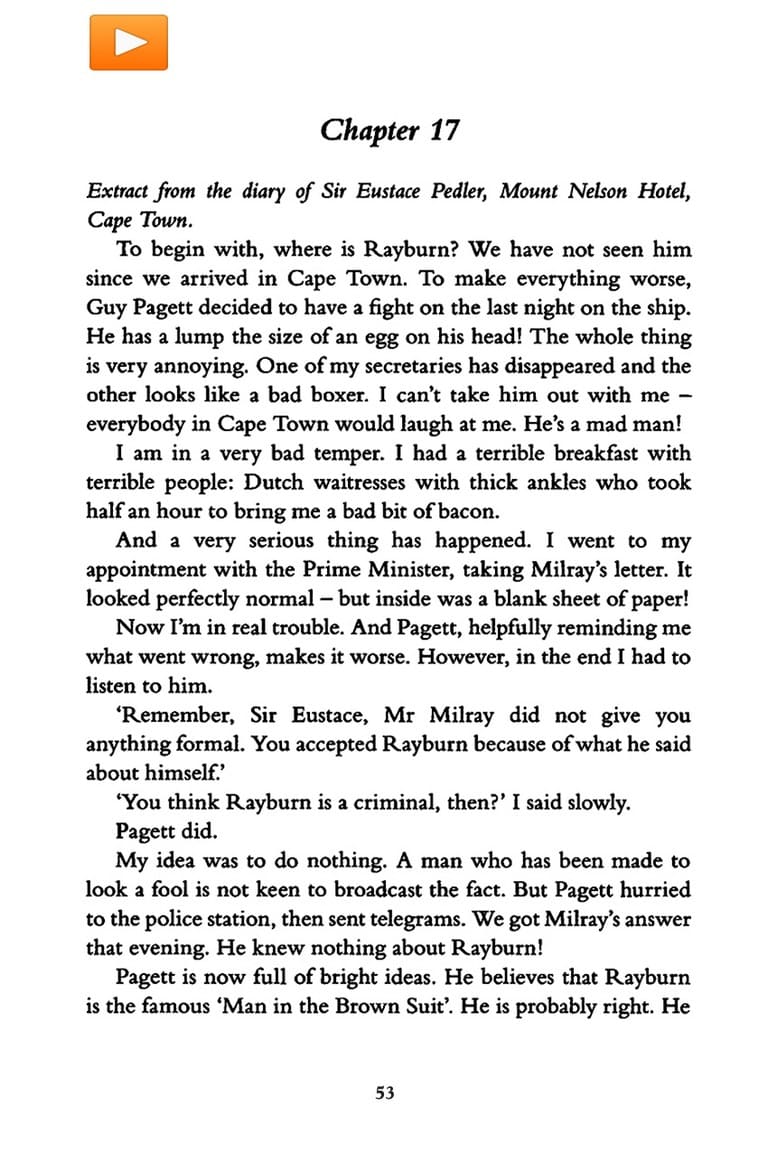 Chapter 17
Extract from the diary of Sir Eustace Pedler, Mount Nelson Hotel,
Cape Town.
To begin with, where is Rayburn? We have not seen him
since we arrived in Cape Town. To make everything worse,
Guy Pagett decided to have a fight on the last night on the ship.
He has a lump the size of an egg on his head! The whole thing
is very annoying. One of my secretaries has disappeared and the
other looks like a bad boxer. I can’t take him out with me –
everybody in Cape Town would laugh at me. He’s a mad man!
I am in a very bad temper. I had a terrible breakfast with
terrible people: Dutch waitresses with thick ankles who took
half an hour to bring me a bad bit of bacon.
And a very serious thing has happened. I went to my
appointment with the Prime Minister, taking Milray’s letter. It
looked perfectly normal – but inside was a blank sheet of paper!
Now I’m in real trouble. And Pagett, helpfully reminding me
what went wrong, makes it worse. However, in the end I had to
listen to him.
‘Remember, Sir Eustace, Mr Milray did not give you
anything formal. You accepted Rayburn because of what he said
about himself.’
‘You think Rayburn is a criminal, then?’ I said slowly.
Pagett did.
My idea was to do nothing. A man who has been made to
look a fool is not keen to broadcast the fact. But Pagett hurried
to the police station, then sent telegrams. We got Milray’s answer
that evening. He knew nothing about Rayburn!
Pagett is now full of bright ideas. He believes that Rayburn
is the famous ‘Man in the Brown Suit’. He is probably right. He
53